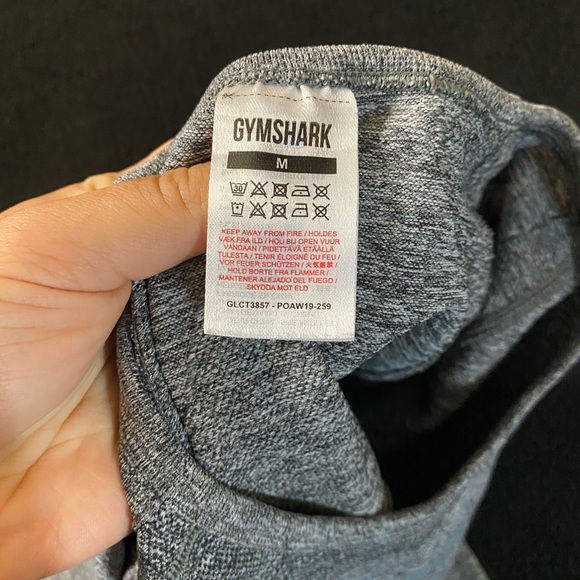 GYMSHARK
M
30
KEEP AWAY FROM FIRE / HOLDES
VÆK FRA ILD / HOU BIJ OPEN VUUR
VANDAAN / PIDETTÄVÄ ETÄÄLLÄ
TULESTA / TENIR ÉLOIGNÉ DU FEU /
VOR FEUER SCHÜTZEN / 火気厳禁 /
HOLD BORTE FRA FLAMMER /
MANTENER ALEJADO DEL FUEGO /
SKYDDA MOT ELD
GLCT3857 - POAW19-259